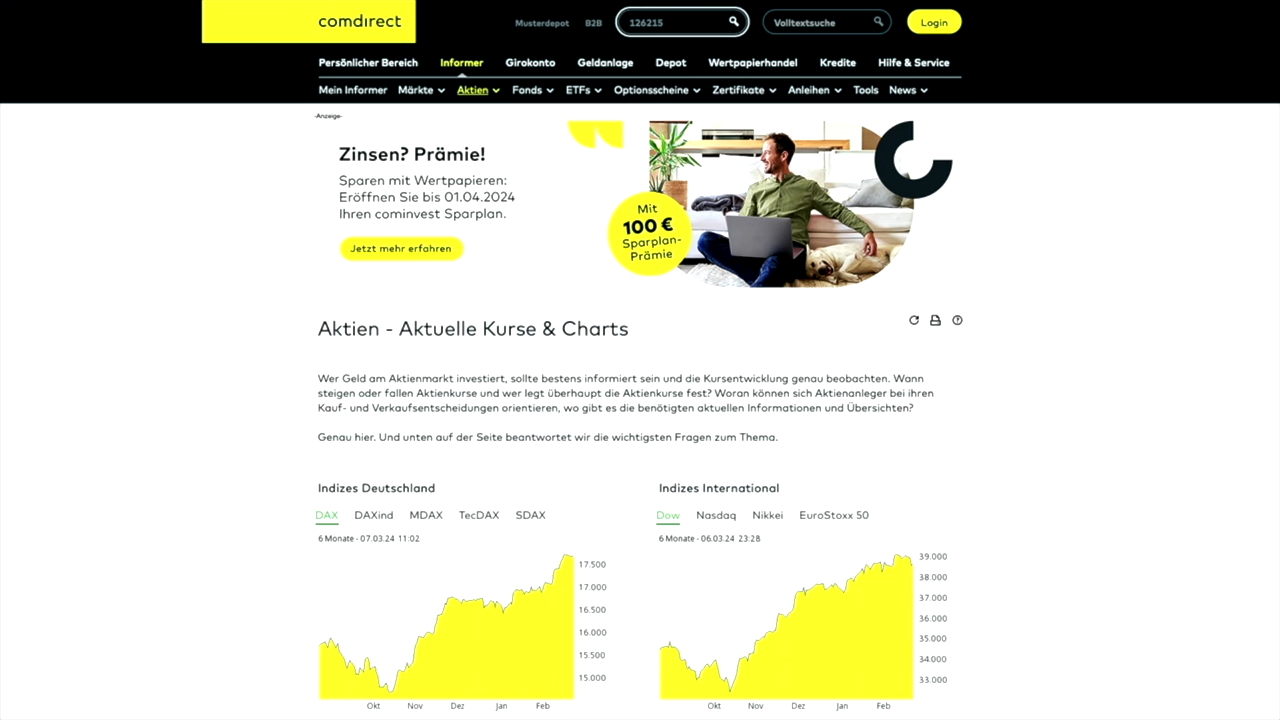 comdirect
Musterdepot B2B 126215 Volltextsuche Login
Persönlicher Bereich Informer Girokonto Geldanlage Depot Wertpapierhandel Kredite Hilfe & Service
Mein Informer Märkte Aktien Fonds ETFs Optionsscheine Zertifikate Anleihen Tools News
-Anzeige-
Zinsen? Prämie!
Sparen mit Wertpapieren:
Eröffnen Sie bis 01.04.2024
Ihren cominvest Sparplan.
Jetzt mehr erfahren
Mit
100 €
Sparplan-
Prämie
Aktien - Aktuelle Kurse & Charts
Wer Geld am Aktienmarkt investiert, sollte bestens informiert sein und die Kursentwicklung genau beobachten. Wann
steigen oder fallen Aktienkurse und wer legt überhaupt die Aktienkurse fest? Woran können sich Aktienanleger bei ihren
Kauf- und Verkaufsentscheidungen orientieren, wo gibt es die benötigten aktuellen Informationen und Übersichten?
Genau hier. Und unten auf der Seite beantwortet wir die wichtigsten Fragen zum Thema.
Indizes Deutschland
DAX DAXind MDAX TecDAX SDAX
6 Monate - 07.03.24 11:02
17.500
17.000
16.500
16.000
15.500
15.000
Okt Nov Dez Jan Feb
Indizes International
Dow Nasdaq Nikkei EuroStoxx 50
6 Monate - 06.03.24 23:28
39.000
38.000
37.000
36.000
35.000
34.000
33.000
Okt Nov Dez Jan Feb